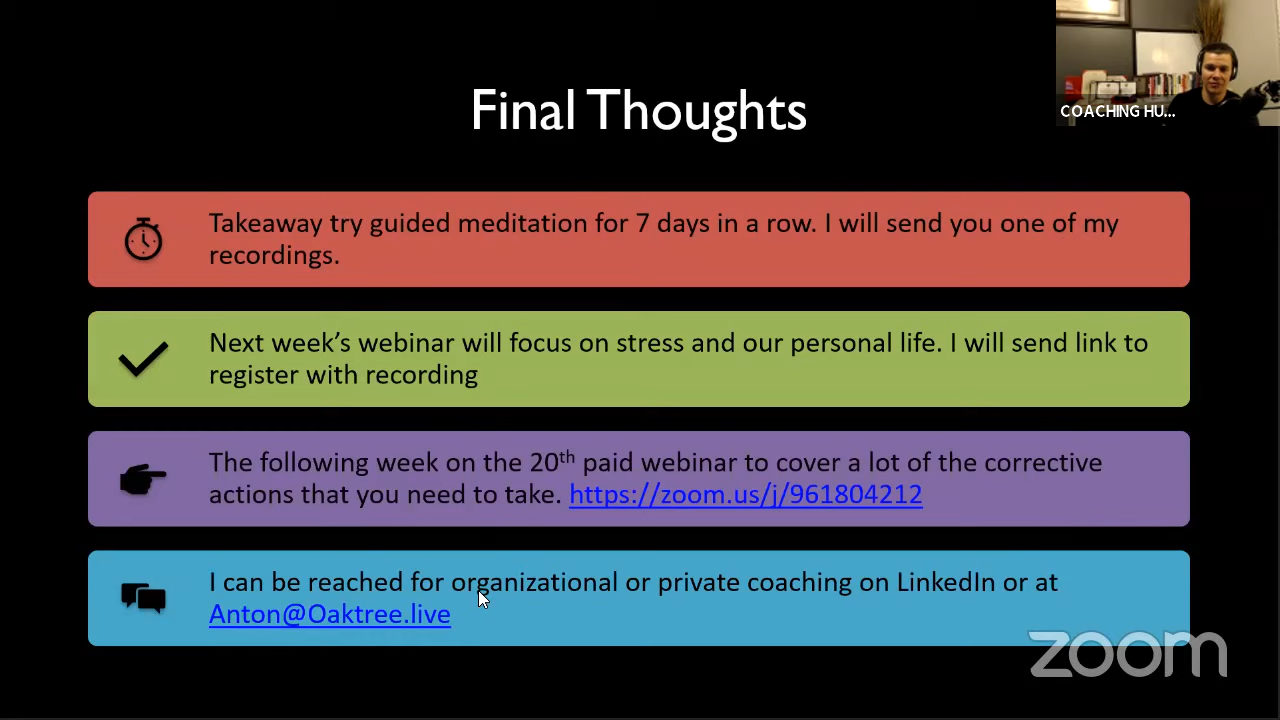 Final Thoughts
COACHING HU...
Takeaway try guided meditation for 7 days in a row. I will send you one of my
recordings.
Next week’s webinar will focus on stress and our personal life. I will send link to
register with recording
The following week on the 20th paid webinar to cover a lot of the corrective
actions that you need to take. https://zoom.us/j/961804212
I can be reached for organizational or private coaching on LinkedIn or at
Anton@Oaktree.live
zoom